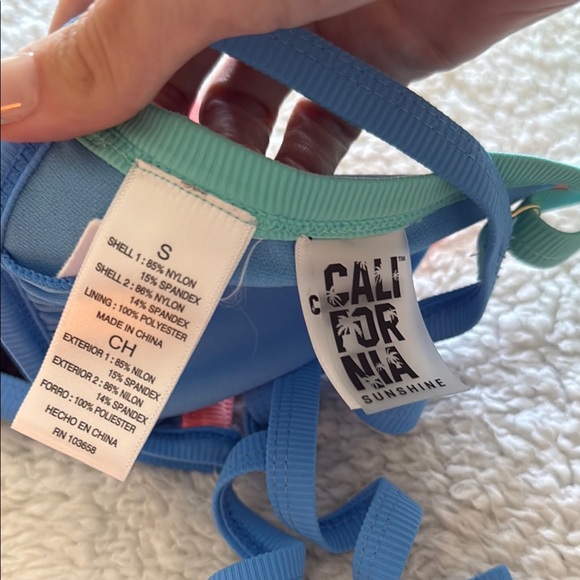 S
SHELL 1 : 85% NYLON
15% SPANDEX
SHELL 2 : 86% NYLON
14% SPANDEX
LINING : 100% POLYESTER
MADE IN CHINA
CH
EXTERIOR 1 : 85% NILON
15% SPANDEX
EXTERIOR 2 : 86% NILON
14% SPANDEX
FORRO : 100% POLIESTER
HECHO EN CHINA
RN 103658
C
CALI™
FOR
NIA
SUNSHINE